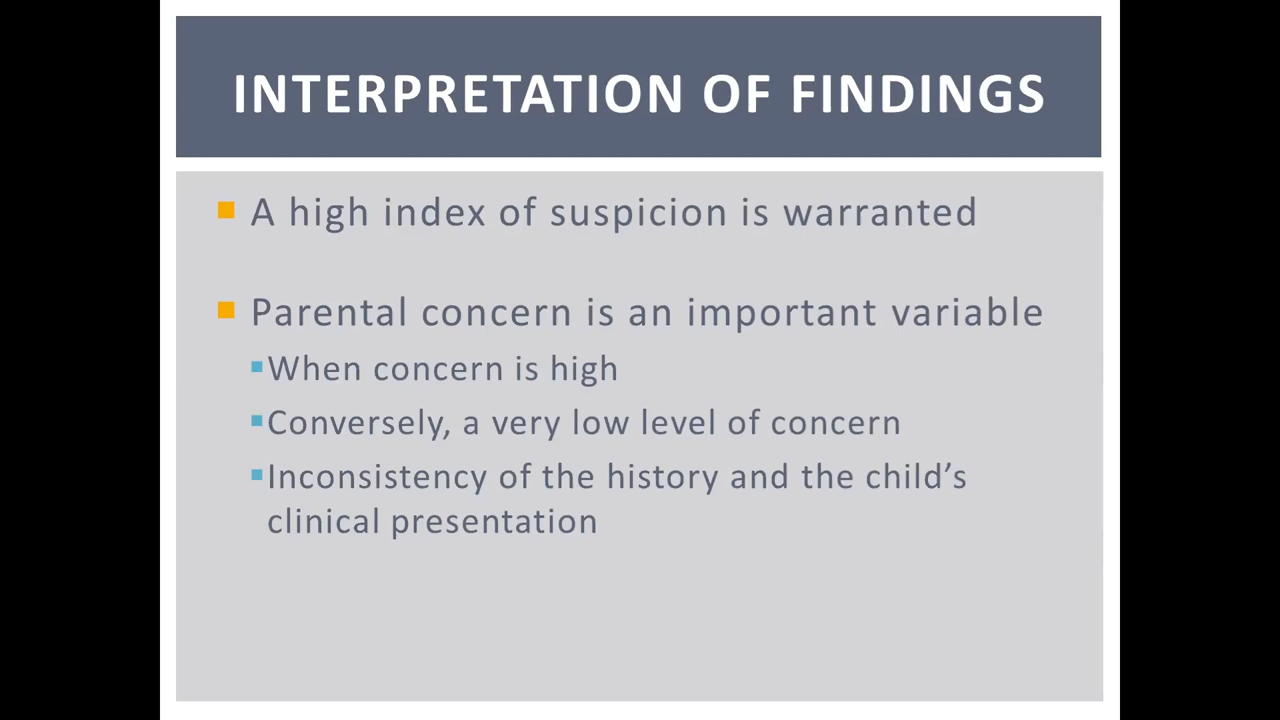 INTERPRETATION OF FINDINGS
A high index of suspicion is warranted
Parental concern is an important variable
When concern is high
Conversely, a very low level of concern
Inconsistency of the history and the child’s
clinical presentation